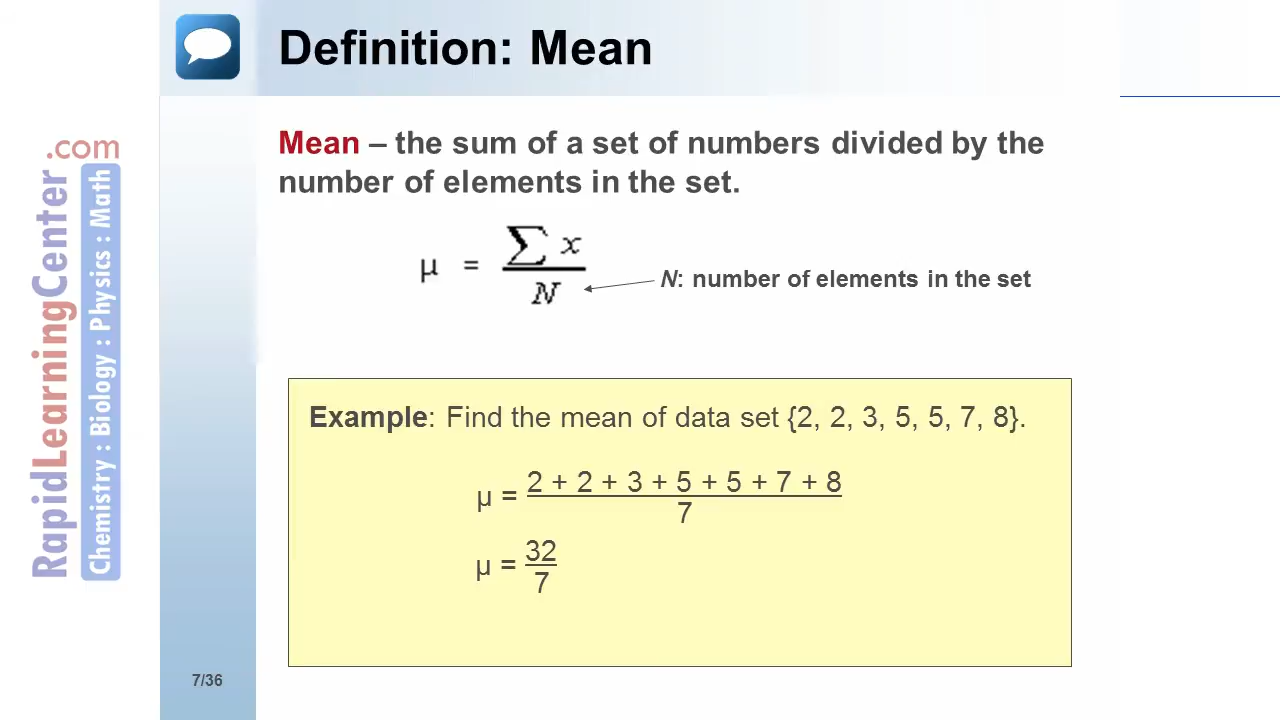 Definition: Mean
Mean – the sum of a set of numbers divided by the
number of elements in the set.
μ = ∑ x / N
N: number of elements in the set
Example: Find the mean of data set {2, 2, 3, 5, 5, 7, 8}.
μ = 2 + 2 + 3 + 5 + 5 + 7 + 8
7
μ = 32
7
7/36
RapidLearningCenter.com
Chemistry : Biology : Physics : Math